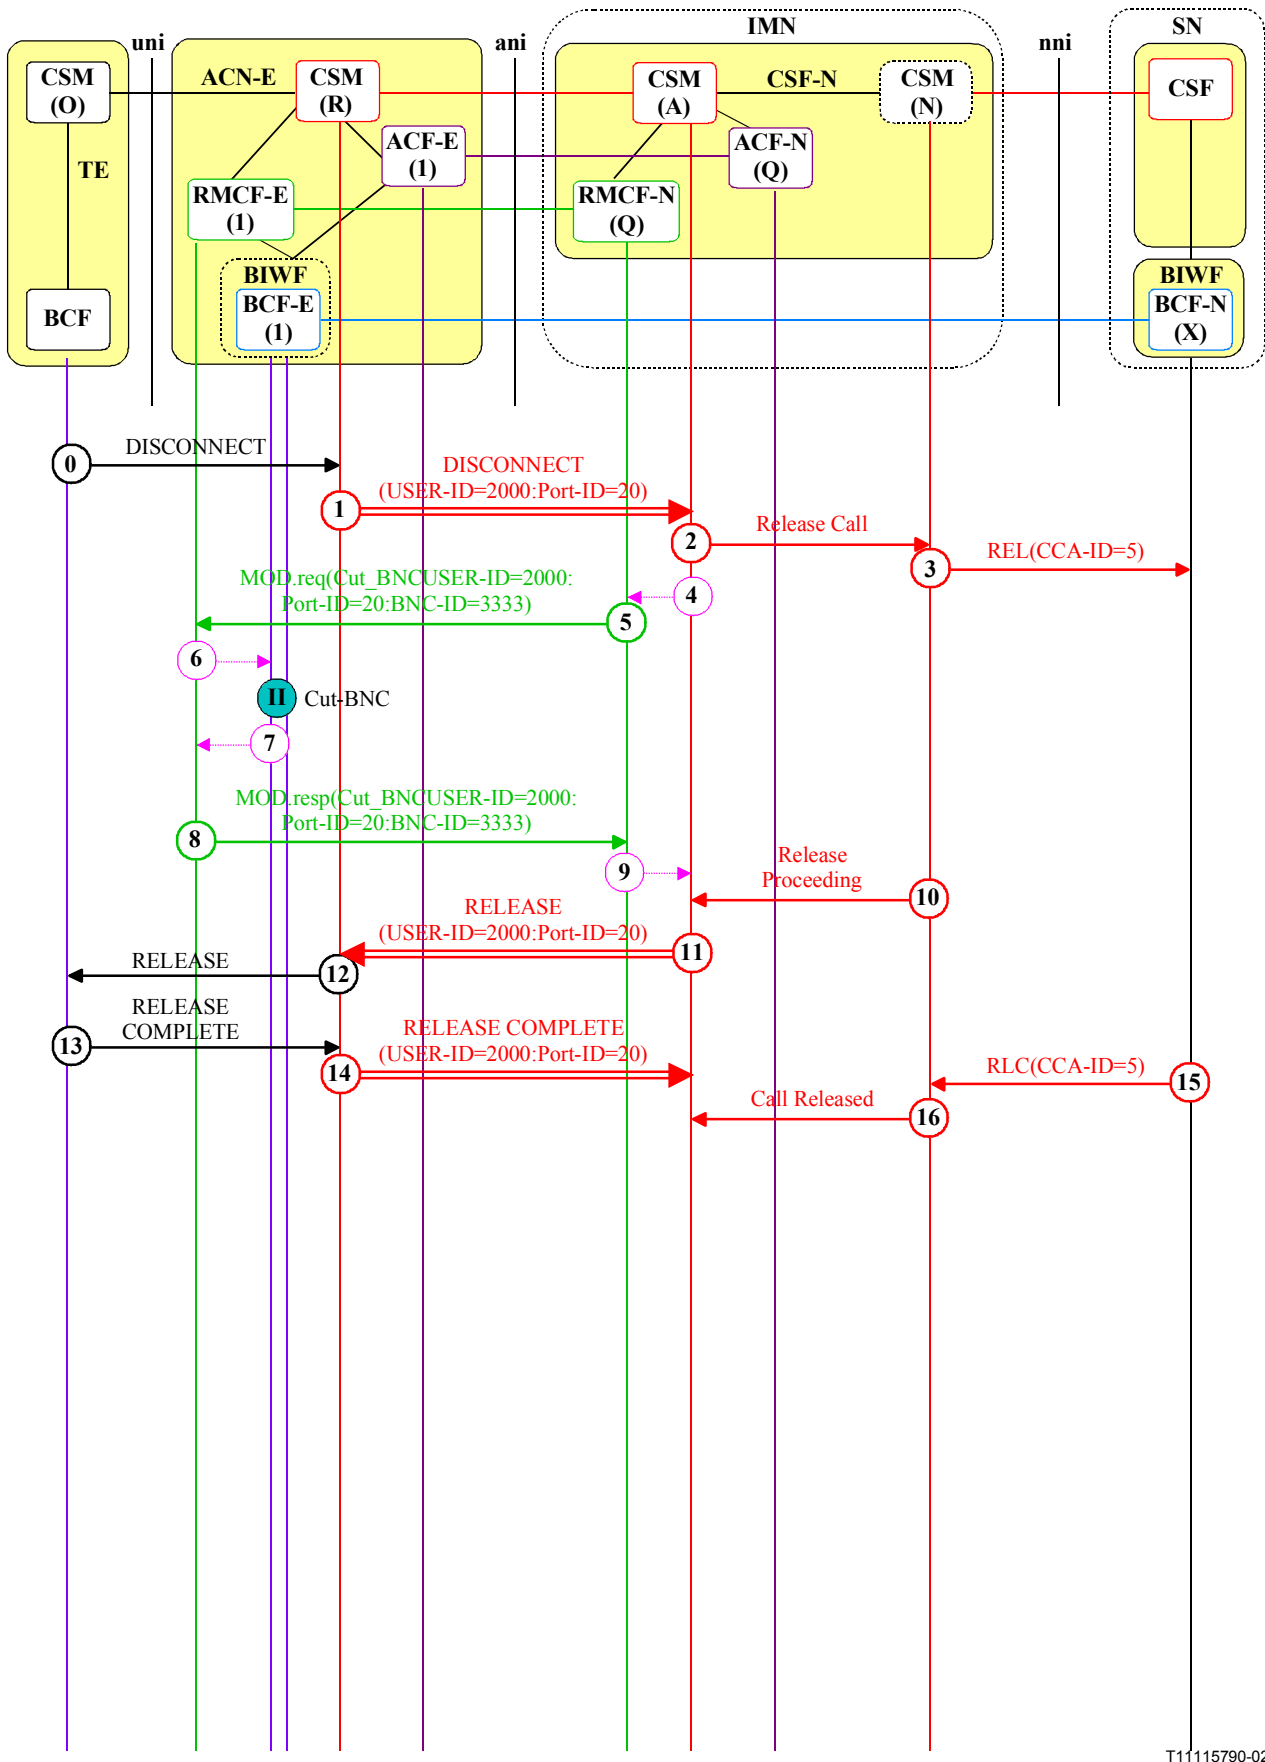 IMN
SN
uni
ani
nni
CSM
(O)
ACN-E
CSM
(R)
CSM
(A)
CSF-N
CSM
(N)
CSF
TE
ACF-E
(1)
ACF-N
(Q)
RMCF-E
(1)
RMCF-N
(Q)
BIWF
BIWF
BCF
BCF-E
(1)
BCF-N
(X)
0
DISCONNECT
DISCONNECT
(USER-ID=2000:Port-ID=20)
1
2
Release Call
3
REL(CCA-ID=5)
MOD.req(Cut_BNCUSER-ID=2000:
Port-ID=20:BNC-ID=3333)
4
5
6
II
Cut-BNC
7
MOD.resp(Cut_BNCUSER-ID=2000:
Port-ID=20:BNC-ID=3333)
8
9
Release
Proceeding
10
RELEASE
(USER-ID=2000:Port-ID=20)
11
RELEASE
12
RELEASE
COMPLETE
13
RELEASE COMPLETE
(USER-ID=2000:Port-ID=20)
14
RLC(CCA-ID=5)
15
Call Released
16
T11115790-02